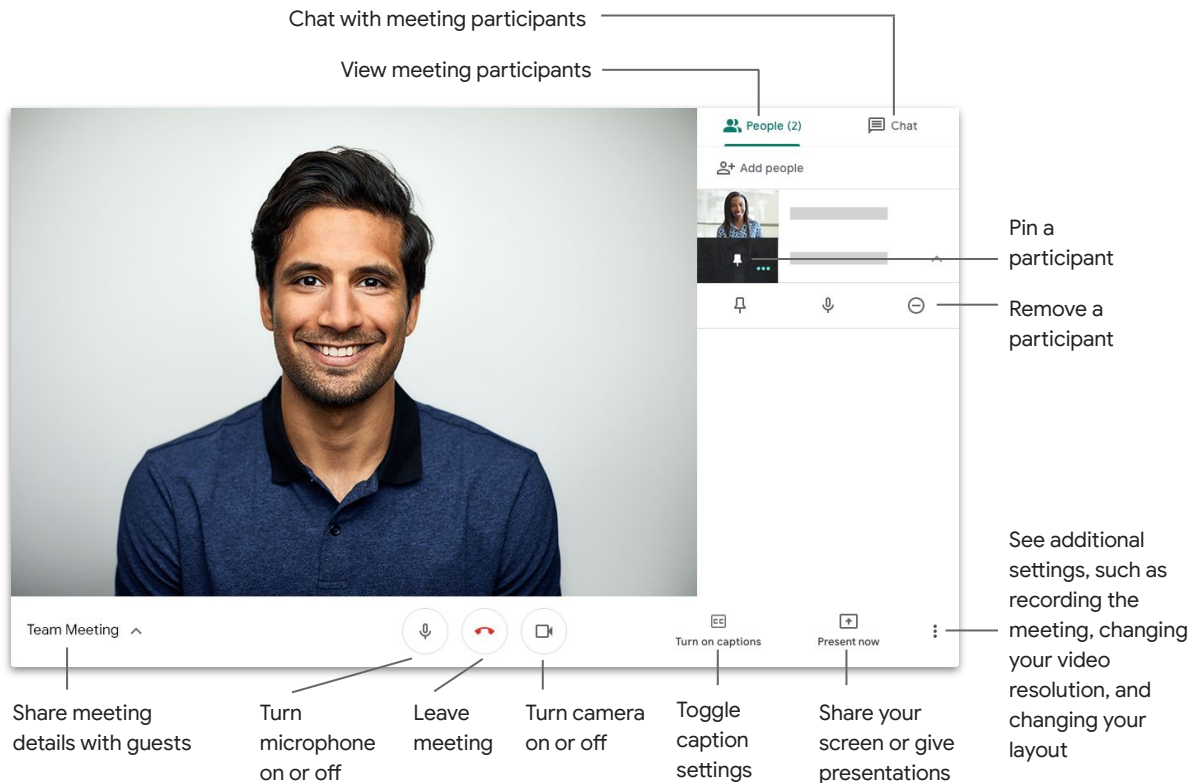 Chat with meeting participants
View meeting participants
People (2)
Chat
Add people
Pin a
participant
Remove a
participant
See additional
settings, such as
recording the
meeting, changing
your video
resolution, and
changing your
layout
Team Meeting
CC
Turn on captions
Present now
Share meeting
details with guests
Turn
microphone
on or off
Leave
meeting
Turn camera
on or off
Toggle
caption
settings
Share your
screen or give
presentations